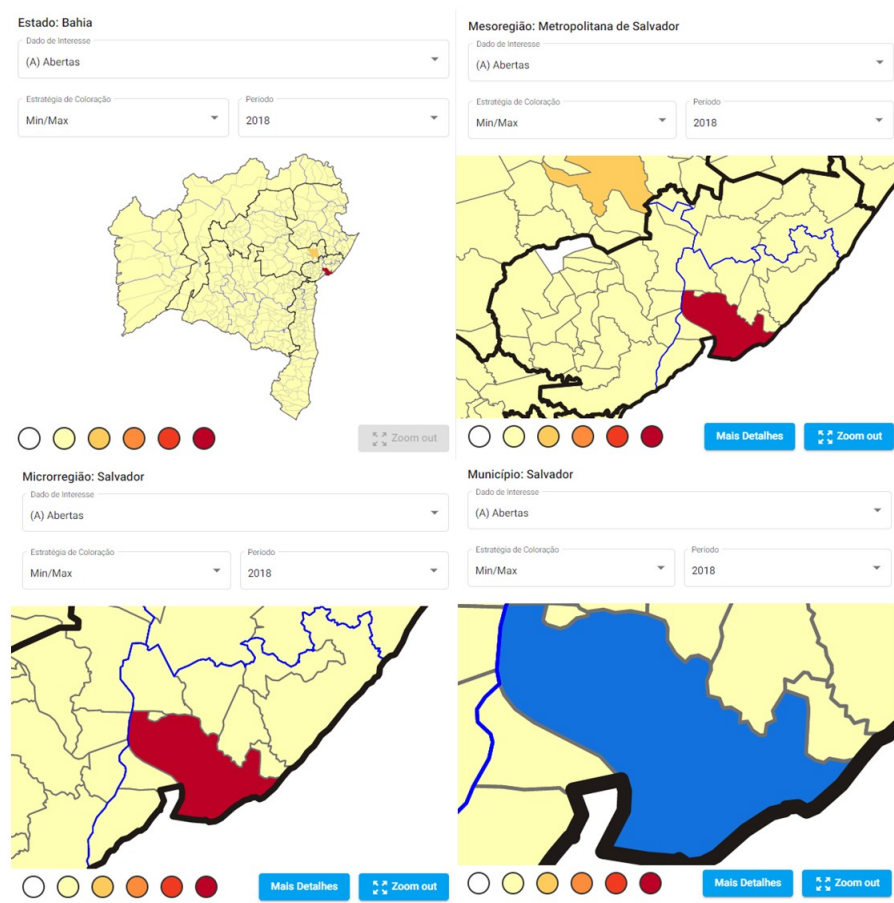 Estado: Bahia
Dado de Interesse
(A) Abertas
Estratégia de Coloração
Min/Max
Período
2018
Zoom out
Mesoregião: Metropolitana de Salvador
Dado de Interesse
(A) Abertas
Estratégia de Coloração
Min/Max
Período
2018
Mais Detalhes
Zoom out
Microrregião: Salvador
Dado de Interesse
(A) Abertas
Estratégia de Coloração
Min/Max
Período
2018
Mais Detalhes
Zoom out
Município: Salvador
Dado de Interesse
(A) Abertas
Estratégia de Coloração
Min/Max
Período
2018
Mais Detalhes
Zoom out